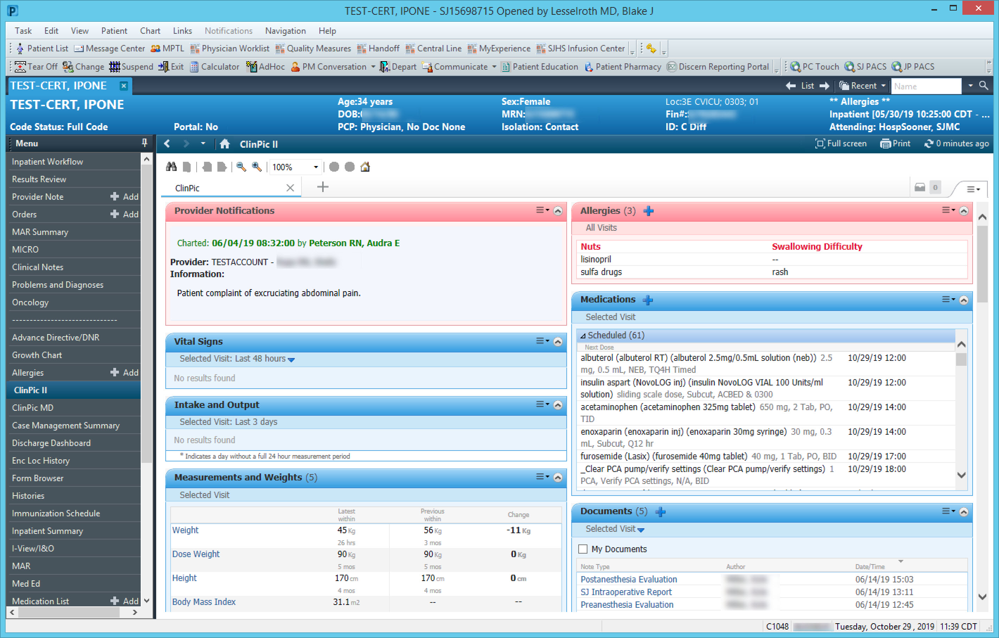 TEST-CERT, IPONE - SJ15698715 Opened by Lesselroth MD, Blake J
Task Edit View Patient Chart Links Notifications Navigation Help
Patient List Message Center MPTL Physician Worklist Quality Measures Handoff Central Line MyExperience SJHS Infusion Center
Tear Off Change Suspend Exit Calculator AdHoc PM Conversation Depart Communicate Patient Education Patient Pharmacy Discern Reporting Portal PC Touch SJ PACS JP PACS
TEST-CERT, IPONE
List Recent Name
TEST-CERT, IPONE
Age:34 years
Sex:Female
Loc:3E CVICU; 0303; 01
** Allergies **
DOB:
MRN:
Fin#:
Inpatient [05/30/19 10:25:00 CDT - ...
Code Status: Full Code
Portal: No
PCP: Physician, No Doc None
Isolation: Contact
ID: C Diff
Attending: HospSooner, SJMC
Menu
Inpatient Workflow
Results Review
Provider Note Add
Orders Add
MAR Summary
MICRO
Clinical Notes
Problems and Diagnoses
Oncology
------------------------------
Advance Directive/DNR
Growth Chart
Allergies Add
ClinPic II
ClinPic MD
Case Management Summary
Discharge Dashboard
Enc Loc History
Form Browser
Histories
Immunization Schedule
Inpatient Summary
I-View/I&O
MAR
Med Ed
Medication List Add
ClinPic II
Full screen Print 0 minutes ago
100%
ClinPic
0
Provider Notifications
Charted: 06/04/19 08:32:00 by Peterson RN, Audra E
Provider: TESTACCOUNT -
Information:
Patient complaint of excruciating abdominal pain.
Vital Signs
Selected Visit: Last 48 hours
No results found
Intake and Output
Selected Visit: Last 3 days
No results found
* Indicates a day without a full 24 hour measurement period
Measurements and Weights (5)
Selected Visit
Latest within Previous within Change
Weight 45 Kg 56 Kg -11 Kg
26 hrs 3 mos
Dose Weight 90 Kg 90 Kg 0 Kg
5 mos 5 mos
Height 170 cm 170 cm 0 cm
4 mos 4 mos
Body Mass Index 31.1 m2 -- --
Allergies (3)
All Visits
Nuts Swallowing Difficulty
lisinopril --
sulfa drugs rash
Medications
Selected Visit
Scheduled (61)
Next Dose
albuterol (albuterol RT) (albuterol 2.5mg/0.5mL solution (neb)) 2.5 10/29/19 12:00
mg, 0.5 mL, NEB, TQ4H Timed
insulin aspart (NovoLOG inj) (insulin NovoLOG VIAL 100 Units/ml 10/29/19 12:00
solution) sliding scale dose, Subcut, ACBED & 0300
acetaminophen (acetaminophen 325mg tablet) 650 mg, 2 Tab, PO, 10/29/19 14:00
TID
enoxaparin (enoxaparin inj) (enoxaparin 30mg syringe) 30 mg, 0.3 10/29/19 14:00
mL, Subcut, Q12 hr
furosemide (Lasix) (furosemide 40mg tablet) 40 mg, 1 Tab, PO, BID 10/29/19 17:00
_Clear PCA pump/verify settings (Clear PCA pump/verify settings) 1 10/29/19 18:00
PCA, Verify PCA settings, N/A, BID
Documents (5)
Selected Visit
My Documents
Note Type Author Date/Time
Postanesthesia Evaluation 06/14/19 15:03
SJ Intraoperative Report 06/14/19 13:11
Preanesthesia Evaluation 06/14/19 12:45
C1048 Tuesday, October 29, 2019 11:39 CDT